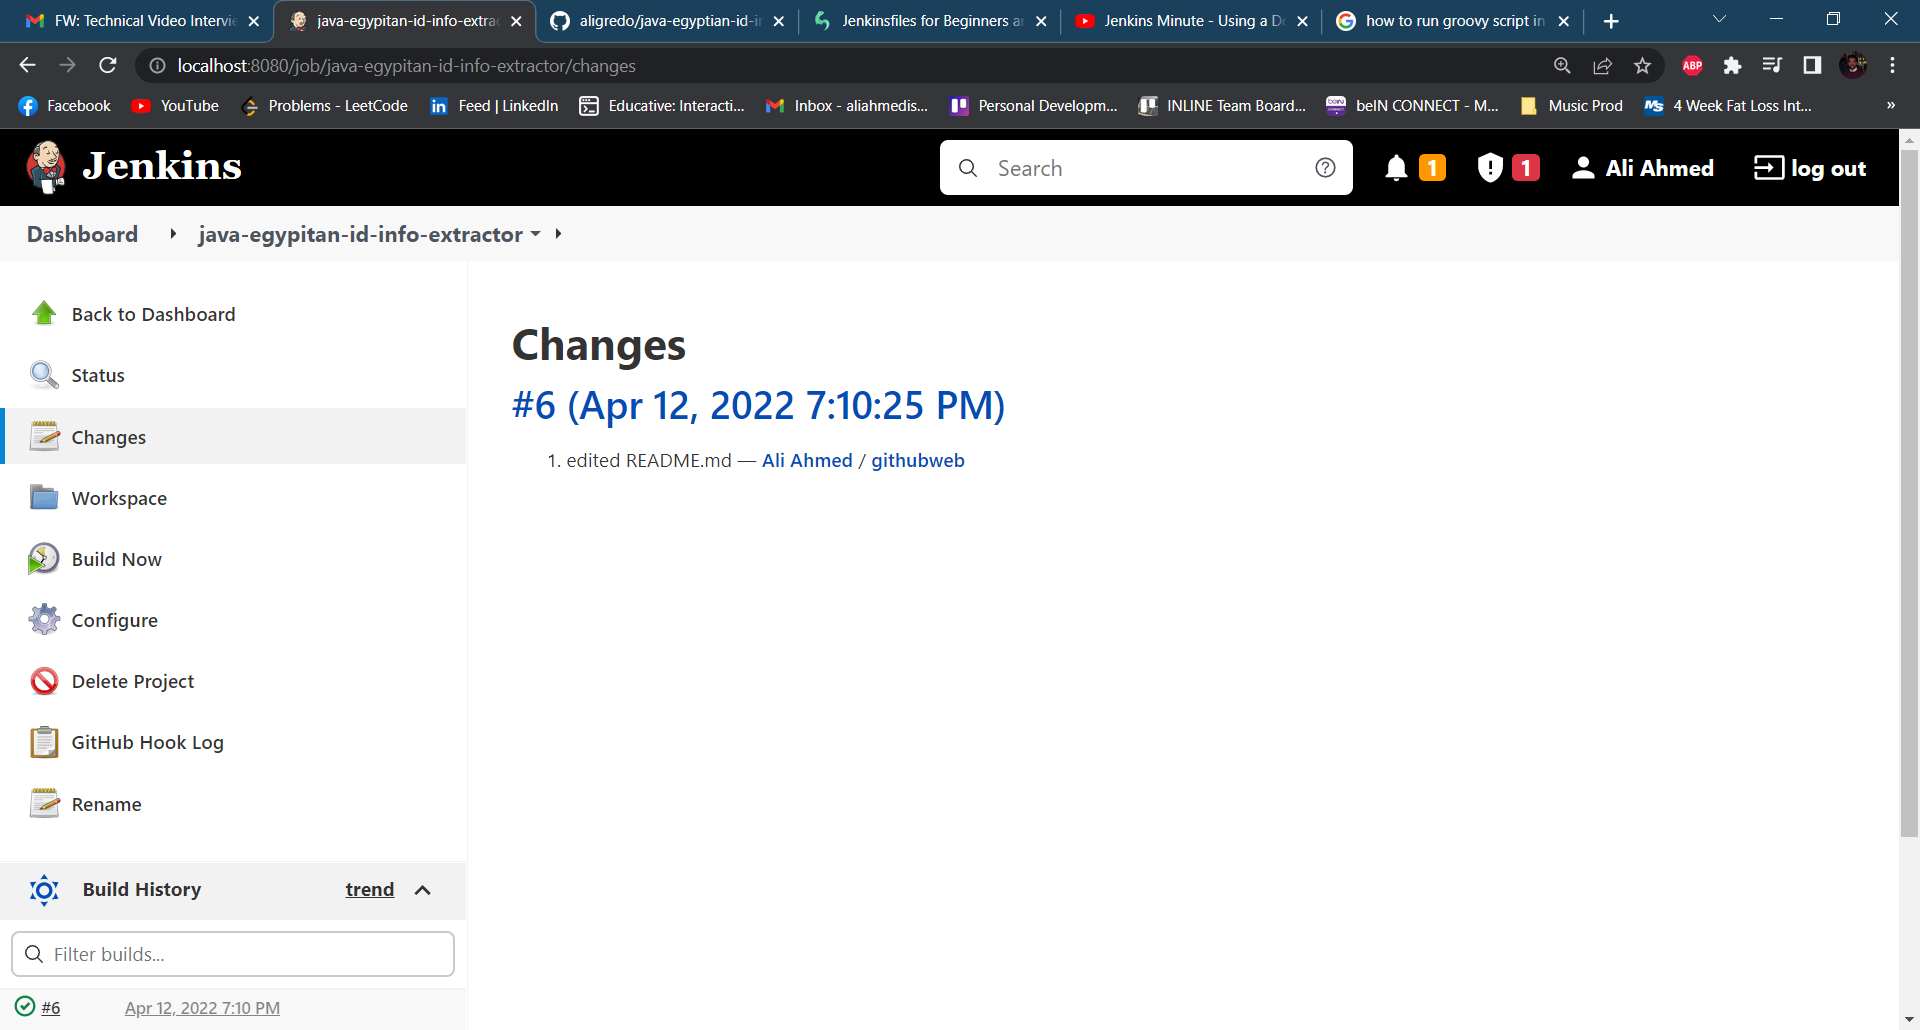 FW: Technical Video Intervi
java-egypitan-id-info-extrac
aligredo/java-egyptian-id-i
Jenkinsfiles for Beginners a
Jenkins Minute - Using a Do
how to run groovy script in
localhost:8080/job/java-egypitan-id-info-extractor/changes
ABP
Facebook
YouTube
Problems - LeetCode
Feed | LinkedIn
Educative: Interacti...
Inbox - aliahmedis...
Personal Developm...
INLINE Team Board...
beIN CONNECT - M...
Music Prod
4 Week Fat Loss Int...
»
Jenkins
Search
1
1
Ali Ahmed
log out
Dashboard
java-egypitan-id-info-extractor
Back to Dashboard
Status
Changes
Workspace
Build Now
Configure
Delete Project
GitHub Hook Log
Rename
Build History
trend
Filter builds...
#6
Apr 12, 2022 7:10 PM
Changes
#6 (Apr 12, 2022 7:10:25 PM)
1. edited README.md — Ali Ahmed / githubweb